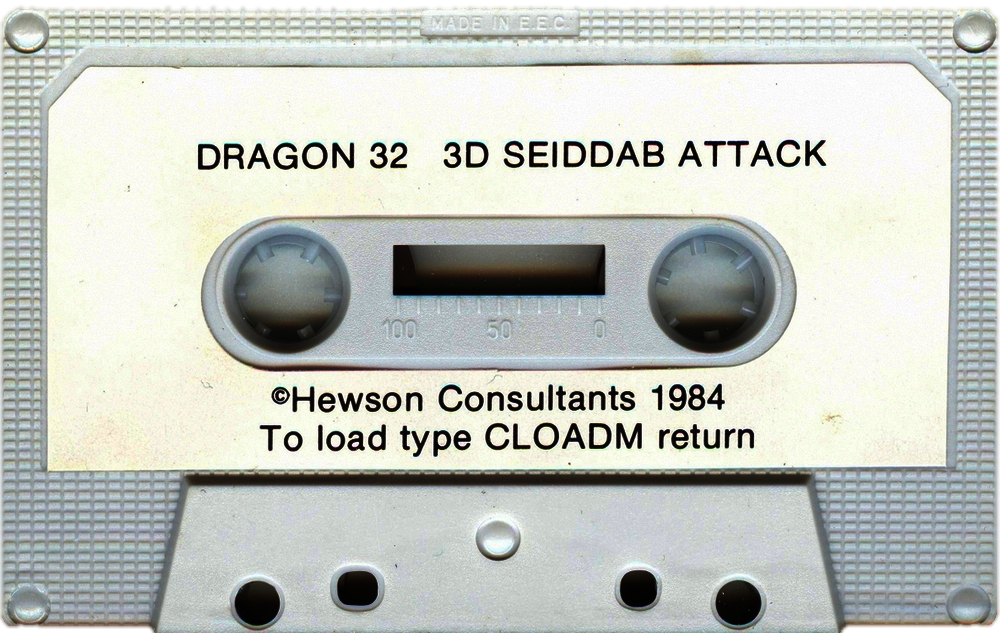 MADE IN E.E.C
DRAGON 32 3D SEIDDAB ATTACK
100 50 0
©Hewson Consultants 1984
To load type CLOADM return